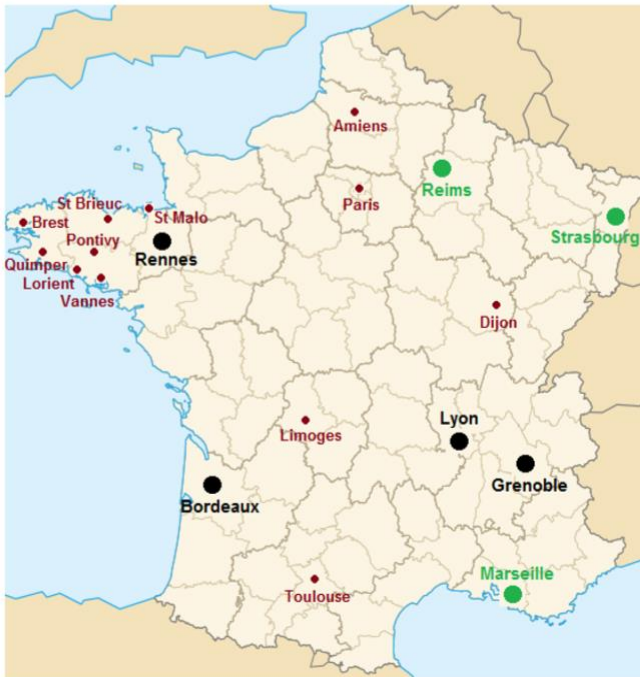 Amiens
Reims
Paris
St Brieuc
St Malo
Brest
Strasbourg
Pontivy
Rennes
Quimper
Lorient
Vannes
Dijon
Lyon
Limoges
Grenoble
Bordeaux
Marseille
Toulouse